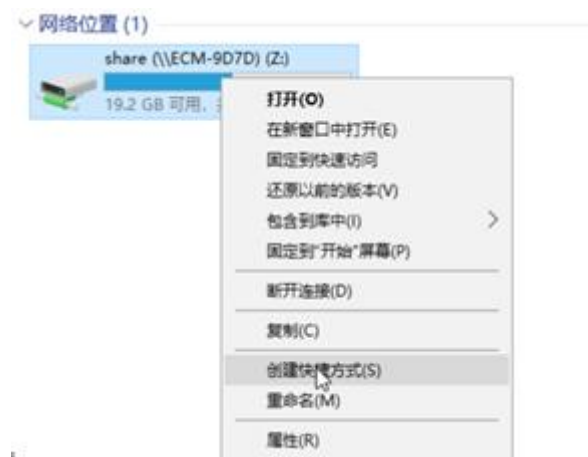 网络位置 (1)
share (\\ECM-9D7D) (Z:)
19.2 GB 可用，
打开(O)
在新窗口中打开(E)
固定到快速访问
还原以前的版本(V)
包含到库中(I)
固定到"开始"屏幕(P)
断开连接(D)
复制(C)
创建快捷方式(S)
重命名(M)
属性(R)